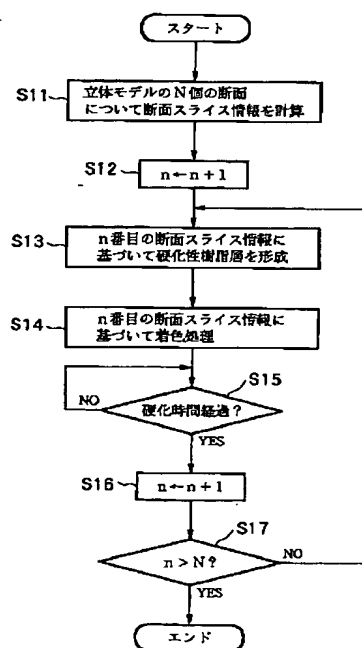 スタート
S11
立体モデルのN個の断面
について断面スライス情報を計算
S12
n←n+1
S13
n番目の断面スライス情報に
基づいて硬化性樹脂層を形成
S14
n番目の断面スライス情報に
基づいて着色処理
S15
NO
硬化時間経過?
YES
S16
n←n+1
S17
n>N?
NO
YES
エンド